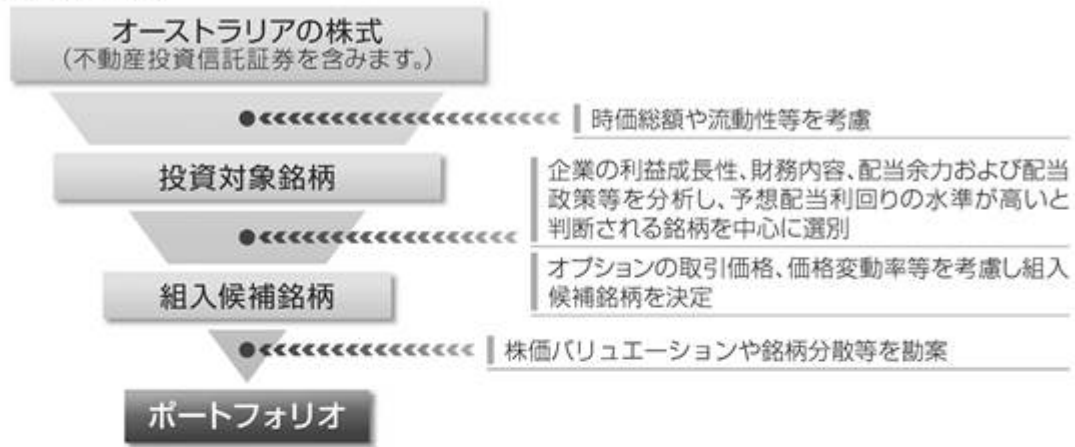 オーストラリアの株式
（不動産投資信託証券を含みます。）
時価総額や流動性等を考慮
投資対象銘柄
企業の利益成長性、財務内容、配当余力および配当
政策等を分析し、予想配当利回りの水準が高いと
判断される銘柄を中心に選別
オプションの取引価格、価格変動率等を考慮し組入
候補銘柄を決定
組入候補銘柄
株価バリュエーションや銘柄分散等を勘案
ポートフォリオ